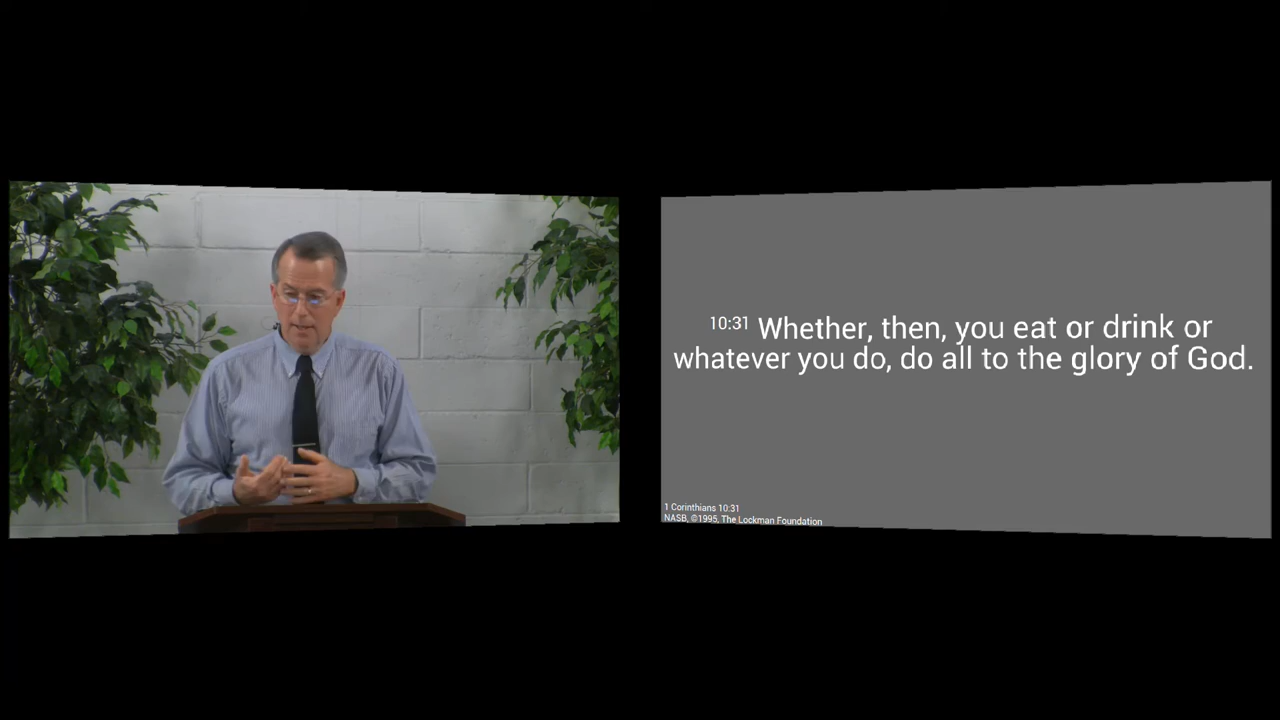 10:31 Whether, then, you eat or drink or
whatever you do, do all to the glory of God.
1 Corinthians 10:31
NASB, ©1995, The Lockman Foundation